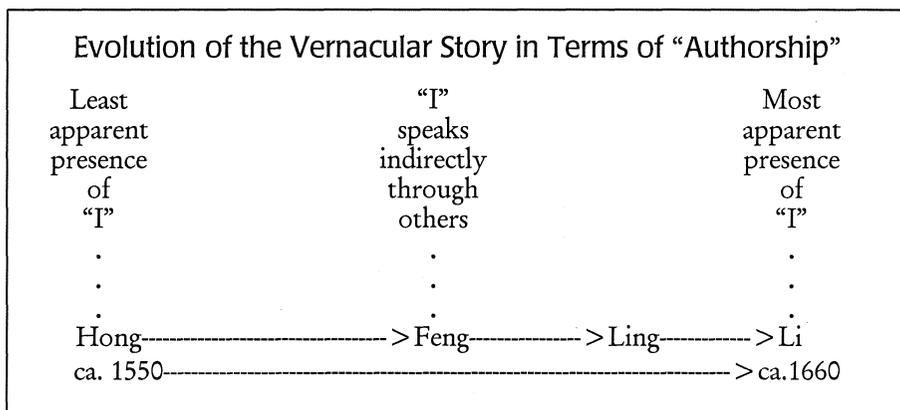 Evolution of the Vernacular Story in Terms of “Authorship”
Least “I” Most
apparent speaks apparent
presence indirectly presence
of through of
“I” others “I”
. . .
. . .
. . .
Hong---------------------------------->Feng--------------->Ling------------>Li
ca. 1550-------------------------------------------------------------------------->ca.1660